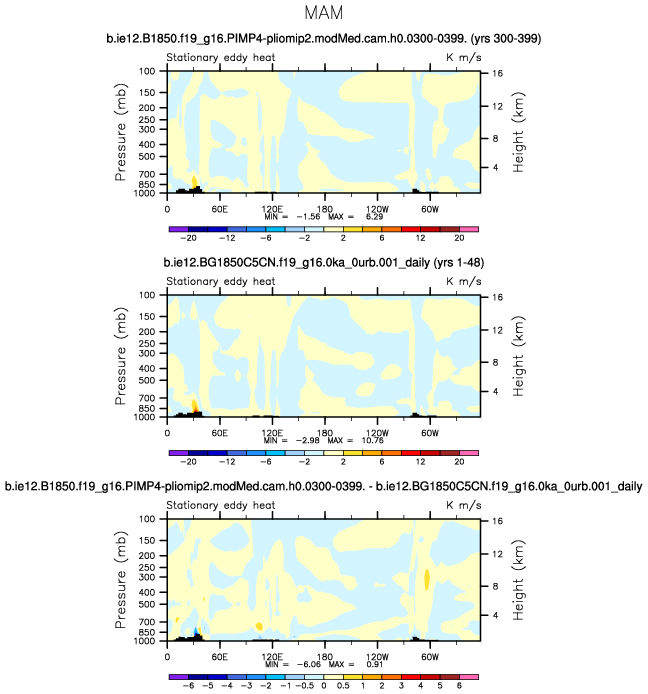 MAM
b.ie12.B1850.f19_g16.PIMP4-pliomip2.modMed.cam.h0.0300-0399. (yrs 300-399)
Stationary eddy heat K m/s
Pressure (mb)
100
150
200
250
300
400
500
700
850
1000
16
12
8
4
Height (km)
0 60E 120E 180 120W 60W
MIN = -1.56 MAX = 6.29
-20 -12 -6 -2 2 6 12 20
b.ie12.BG1850C5CN.f19_g16.0ka_0urb.001_daily (yrs 1-48)
Stationary eddy heat K m/s
Pressure (mb)
100
150
200
250
300
400
500
700
850
1000
16
12
8
4
Height (km)
0 60E 120E 180 120W 60W
MIN = -2.98 MAX = 10.76
-20 -12 -6 -2 2 6 12 20
b.ie12.B1850.f19_g16.PIMP4-pliomip2.modMed.cam.h0.0300-0399. - b.ie12.BG1850C5CN.f19_g16.0ka_0urb.001_daily
Stationary eddy heat K m/s
Pressure (mb)
100
150
200
250
300
400
500
700
850
1000
16
12
8
4
Height (km)
0 60E 120E 180 120W 60W
MIN = -6.06 MAX = 0.91
-6 -5 -4 -3 -2 -1 -0.5 0 0.5 1 2 3 4 5 6